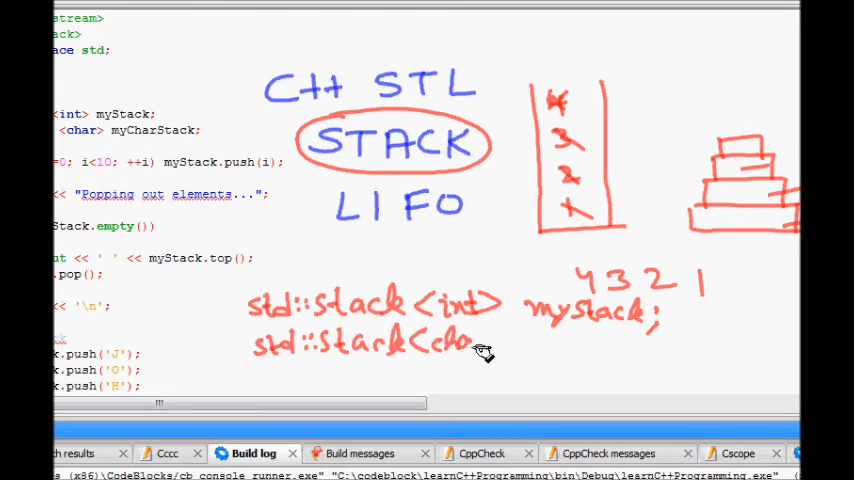 stream>
ack>
ace std;
C++ STL
<int> myStack;
<char> myCharStack;
STACK
=0; i<10; ++i) myStack.push(i);
<< "Popping out elements...";
LIFO
Stack.empty())
ut << ' ' << myStack.top();
.pop();
<< '\n';
4
3
2
1
4 3 2 1
std::stack<int> mystack;
std::stack<cha
ck
k.push('J');
k.push('O');
k.push('H');
h results
Cccc
Build log
Build messages
CppCheck
CppCheck messages
Cscope
s (x86)\CodeBlocks/cb_console_runner.exe" "C:\codeblock\learnC++Programming\bin\Debug\learnC++Programming.exe"